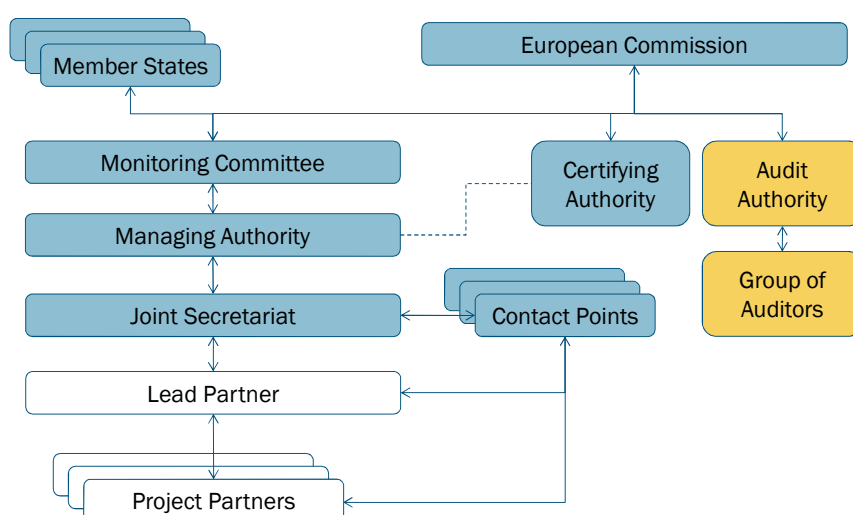 European Commission
Member States
Monitoring Committee
Certifying
Authority
Audit
Authority
Managing Authority
Group of
Auditors
Joint Secretariat
Contact Points
Lead Partner
Project Partners